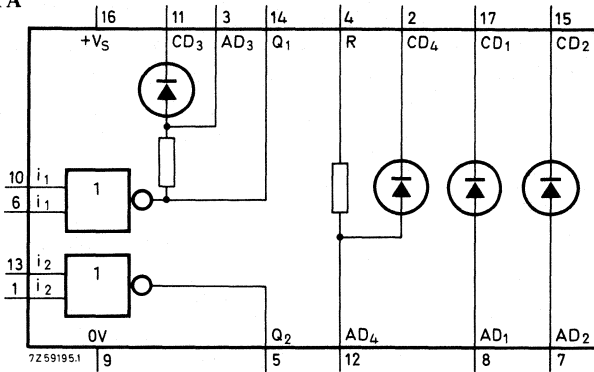 16 11 3 14 4 2 17 15
+VS CD3 AD3 Q1 R CD4 CD1 CD2
10 i1 1
6 i1
13 i2 1
1 i2
0V Q2 AD4 AD1 AD2
7Z59195.1 9 5 12 8 7